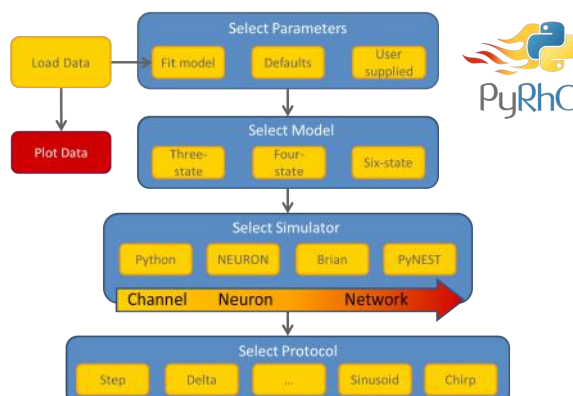 Select Parameters
Load Data
Fit model
Defaults
User
supplied
PyRhO
Plot Data
Select Model
Three-
state
Four-
state
Six-state
Select Simulator
Python
NEURON
Brian
PyNEST
Channel
Neuron
Network
Select Protocol
Step
Delta
...
Sinusoid
Chirp